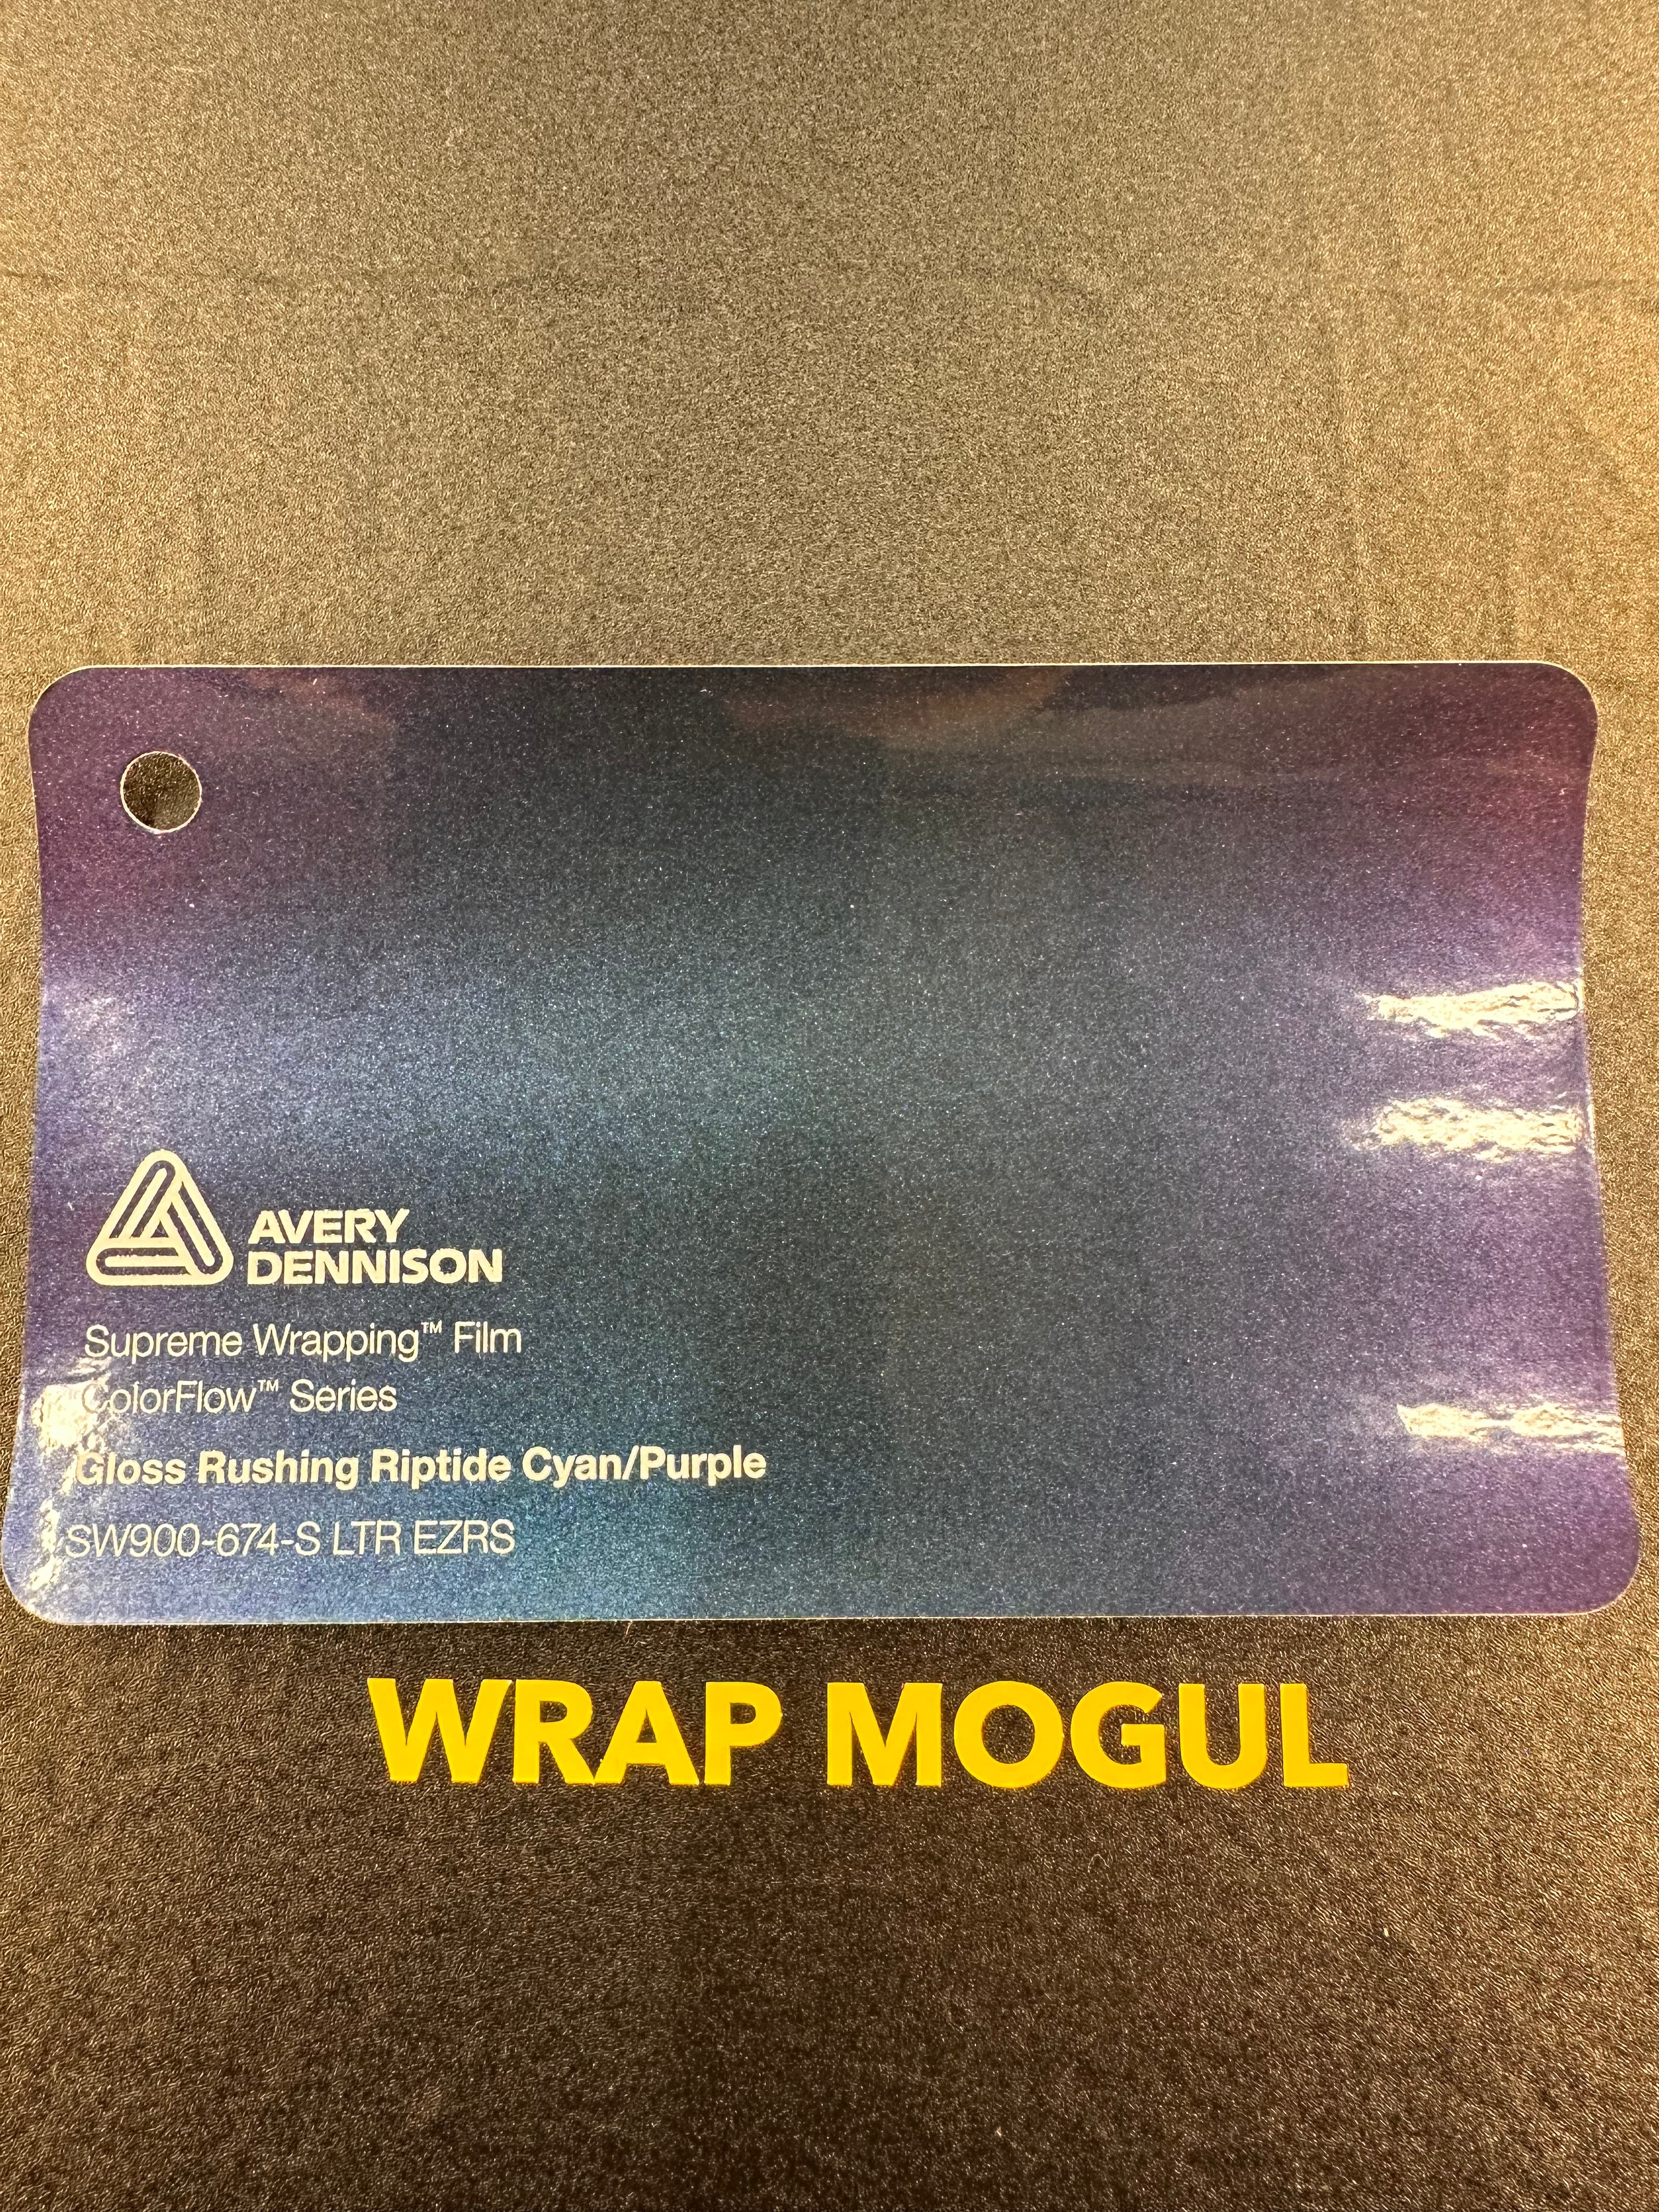 AVERY
DENNISON
Supreme Wrapping™ Film
ColorFlow™ Series
Gloss Rushing Riptide Cyan/Purple
SW900-674-S LTR EZRS
WRAP MOGUL